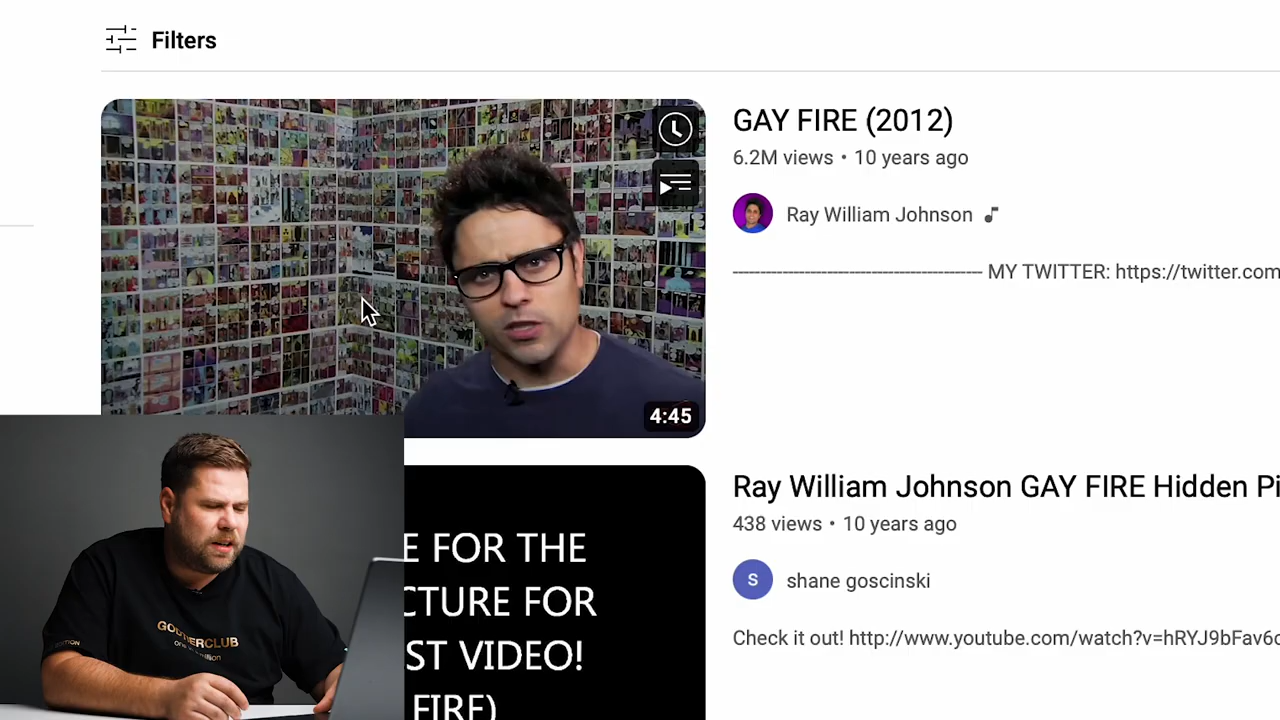 Filters
GAY FIRE (2012)
6.2M views • 10 years ago
Ray William Johnson
---------------------------------------- MY TWITTER: https://twitter.com
4:45
Ray William Johnson GAY FIRE Hidden Pi
438 views • 10 years ago
S
shane goscinski
Check it out! http://www.youtube.com/watch?v=hRYJ9bFav6
E FOR THE
CTURE FOR
ST VIDEO!
FIRE)
CLUB